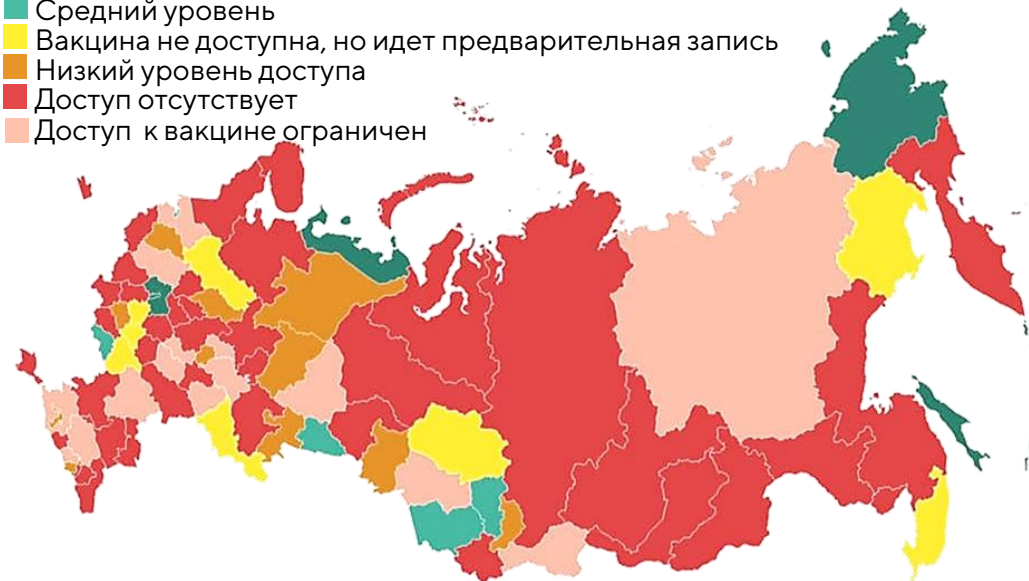 Средний уровень
Вакцина не доступна, но идет предварительная запись
Низкий уровень доступа
Доступ отсутствует
Доступ к вакцине ограничен